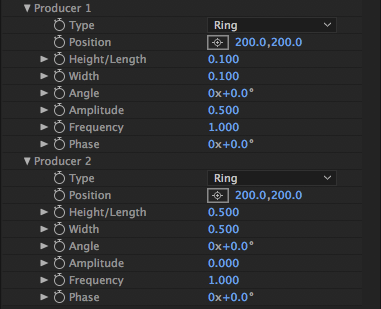 Producer 1
Type Ring
Position 200.0,200.0
Height/Length 0.100
Width 0.100
Angle 0x+0.0°
Amplitude 0.500
Frequency 1.000
Phase 0x+0.0°
Producer 2
Type Ring
Position 200.0,200.0
Height/Length 0.500
Width 0.500
Angle 0x+0.0°
Amplitude 0.000
Frequency 1.000
Phase 0x+0.0°